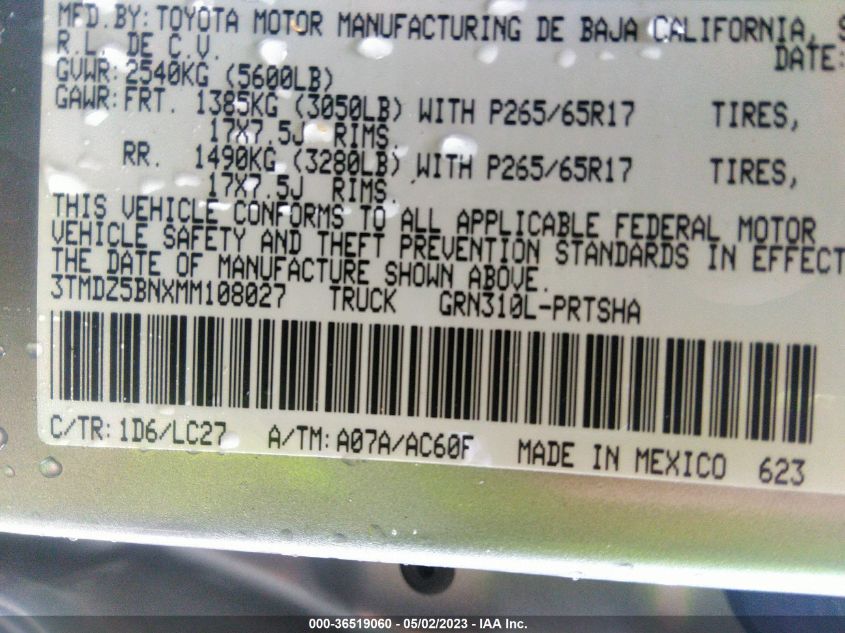 MFD. BY: TOYOTA MOTOR MANUFACTURING DE BAJA CALIFORNIA, S
R.L. DE C.V. DATE:
GVWR: 2540KG (5600LB)
GAWR: FRT. 1385KG (3050LB) WITH P265/65R17 TIRES,
17X7.5J RIMS.
RR. 1490KG (3280LB) WITH P265/65R17 TIRES,
17X7.5J RIMS.
THIS VEHICLE CONFORMS TO ALL APPLICABLE FEDERAL MOTOR
VEHICLE SAFETY AND THEFT PREVENTION STANDARDS IN EFFECT
THE DATE OF MANUFACTURE SHOWN ABOVE.
3TMDZ5BNXMM108027 TRUCK GRN310L-PRTSHA
C/TR: 1D6/LC27 A/TM: A07A/AC60F MADE IN MEXICO 623
000-36519060 - 05/02/2023 - IAA Inc.